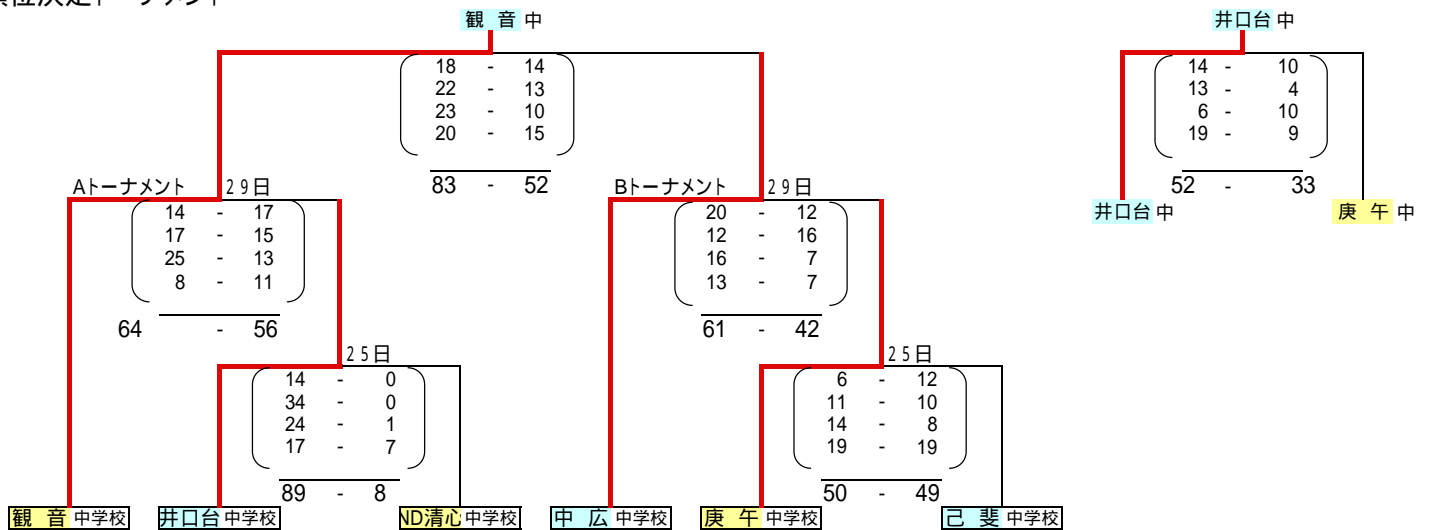 観 音 中
18 - 14
22 - 13
23 - 10
20 - 15
83 - 52
井口台 中
14 - 10
13 - 4
6 - 10
19 - 9
52 - 33
井口台 中
庚 午 中
Aトーナメント 29日
14 - 17
17 - 15
25 - 13
8 - 11
64 - 56
Bトーナメント 29日
20 - 12
12 - 16
16 - 7
13 - 7
61 - 42
25日
14 - 0
34 - 0
24 - 1
17 - 7
89 - 8
25日
6 - 12
11 - 10
14 - 8
19 - 19
50 - 49
観 音 中学校
井口台 中学校
ND清心 中学校
中 広 中学校
庚 午 中学校
己 斐 中学校